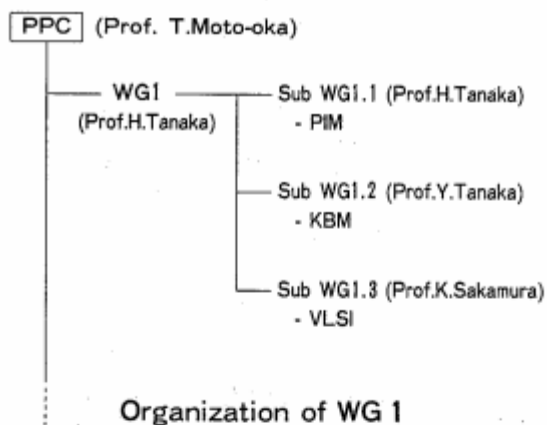 PPC (Prof. T.Moto-oka)
WG1
(Prof.H.Tanaka)
Sub WG1.1 (Prof.H.Tanaka)
- PIM
Sub WG1.2 (Prof.Y.Tanaka)
- KBM
Sub WG1.3 (Prof.K.Sakamura)
- VLSI
Organization of WG 1